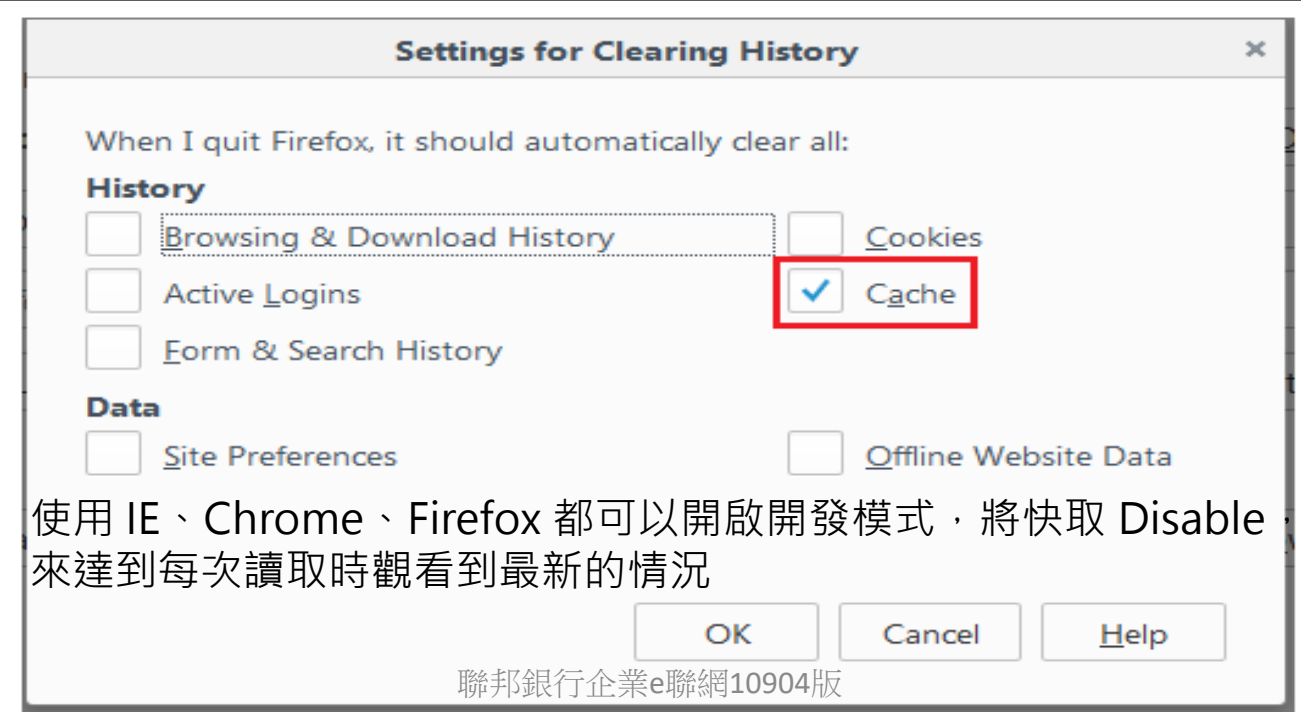 Settings for Clearing History
When I quit Firefox, it should automatically clear all:
History
Browsing & Download History
Cookies
Active Logins
Cache
Form & Search History
Data
Site Preferences
Offline Website Data
使用 IE、Chrome、Firefox 都可以開啟開發模式，將快取 Disable，
來達到每次讀取時觀看到最新的情況
OK
Cancel
Help
聯邦銀行企業e聯網10904版